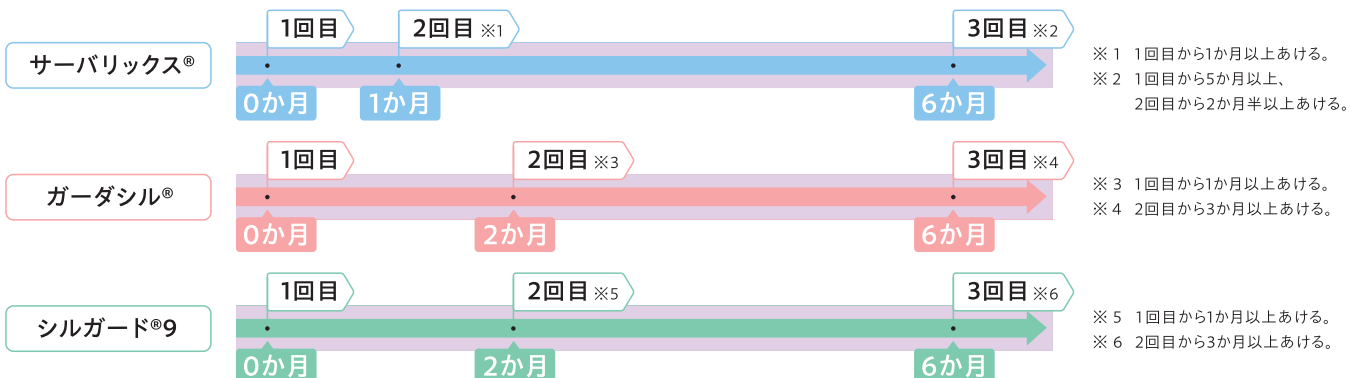 1回目
2回目 ※1
3回目 ※2
サーバリックス®
0か月
1か月
6か月
※1 1回目から1か月以上あける。
※2 1回目から5か月以上、
2回目から2か月半以上あける。
1回目
2回目 ※3
3回目 ※4
ガーダシル®
0か月
2か月
6か月
※3 1回目から1か月以上あける。
※4 2回目から3か月以上あける。
1回目
2回目 ※5
3回目 ※6
シルガード®9
0か月
2か月
6か月
※5 1回目から1か月以上あける。
※6 2回目から3か月以上あける。